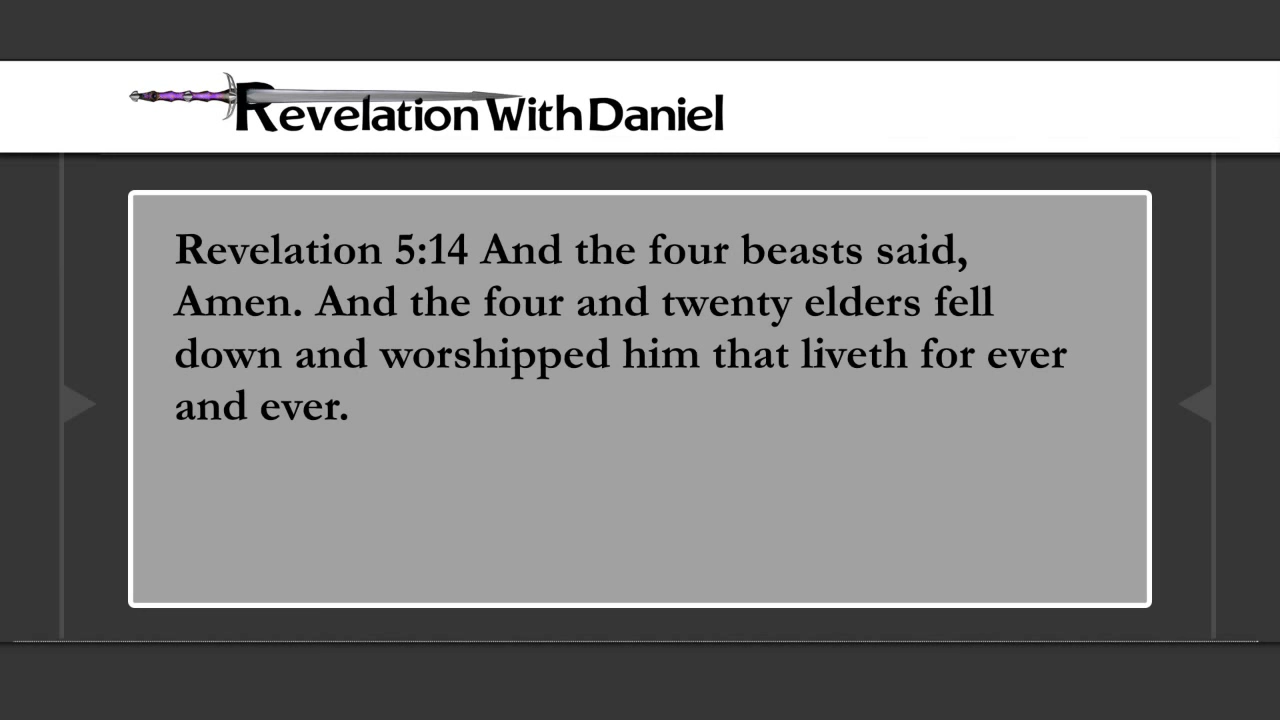 Revelation With Daniel
Revelation 5:14 And the four beasts said,
Amen. And the four and twenty elders fell
down and worshipped him that liveth for ever
and ever.